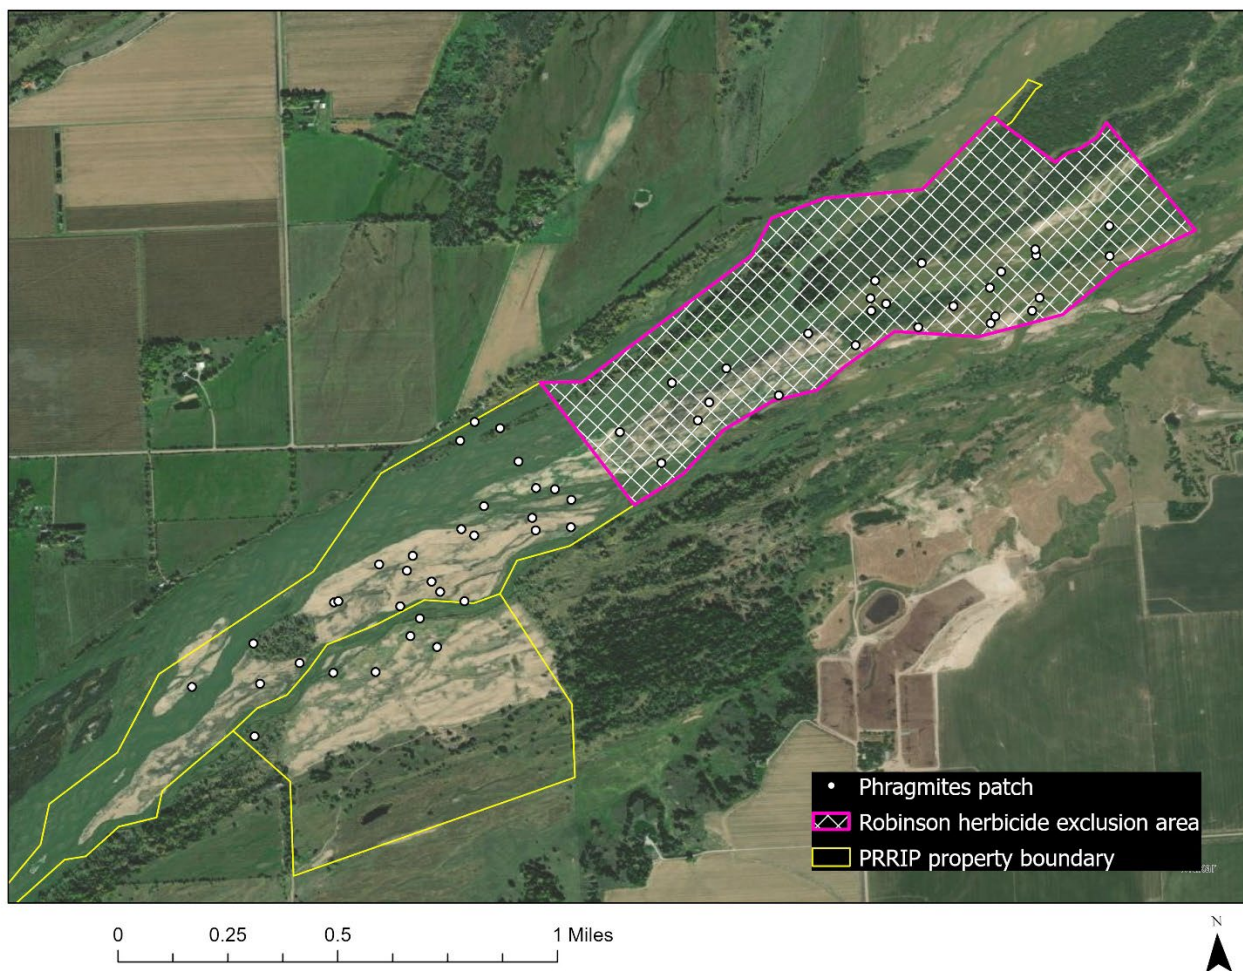 Phragmites patch
Robinson herbicide exclusion area
PRRIP property boundary
0 0.25 0.5 1 Miles
N